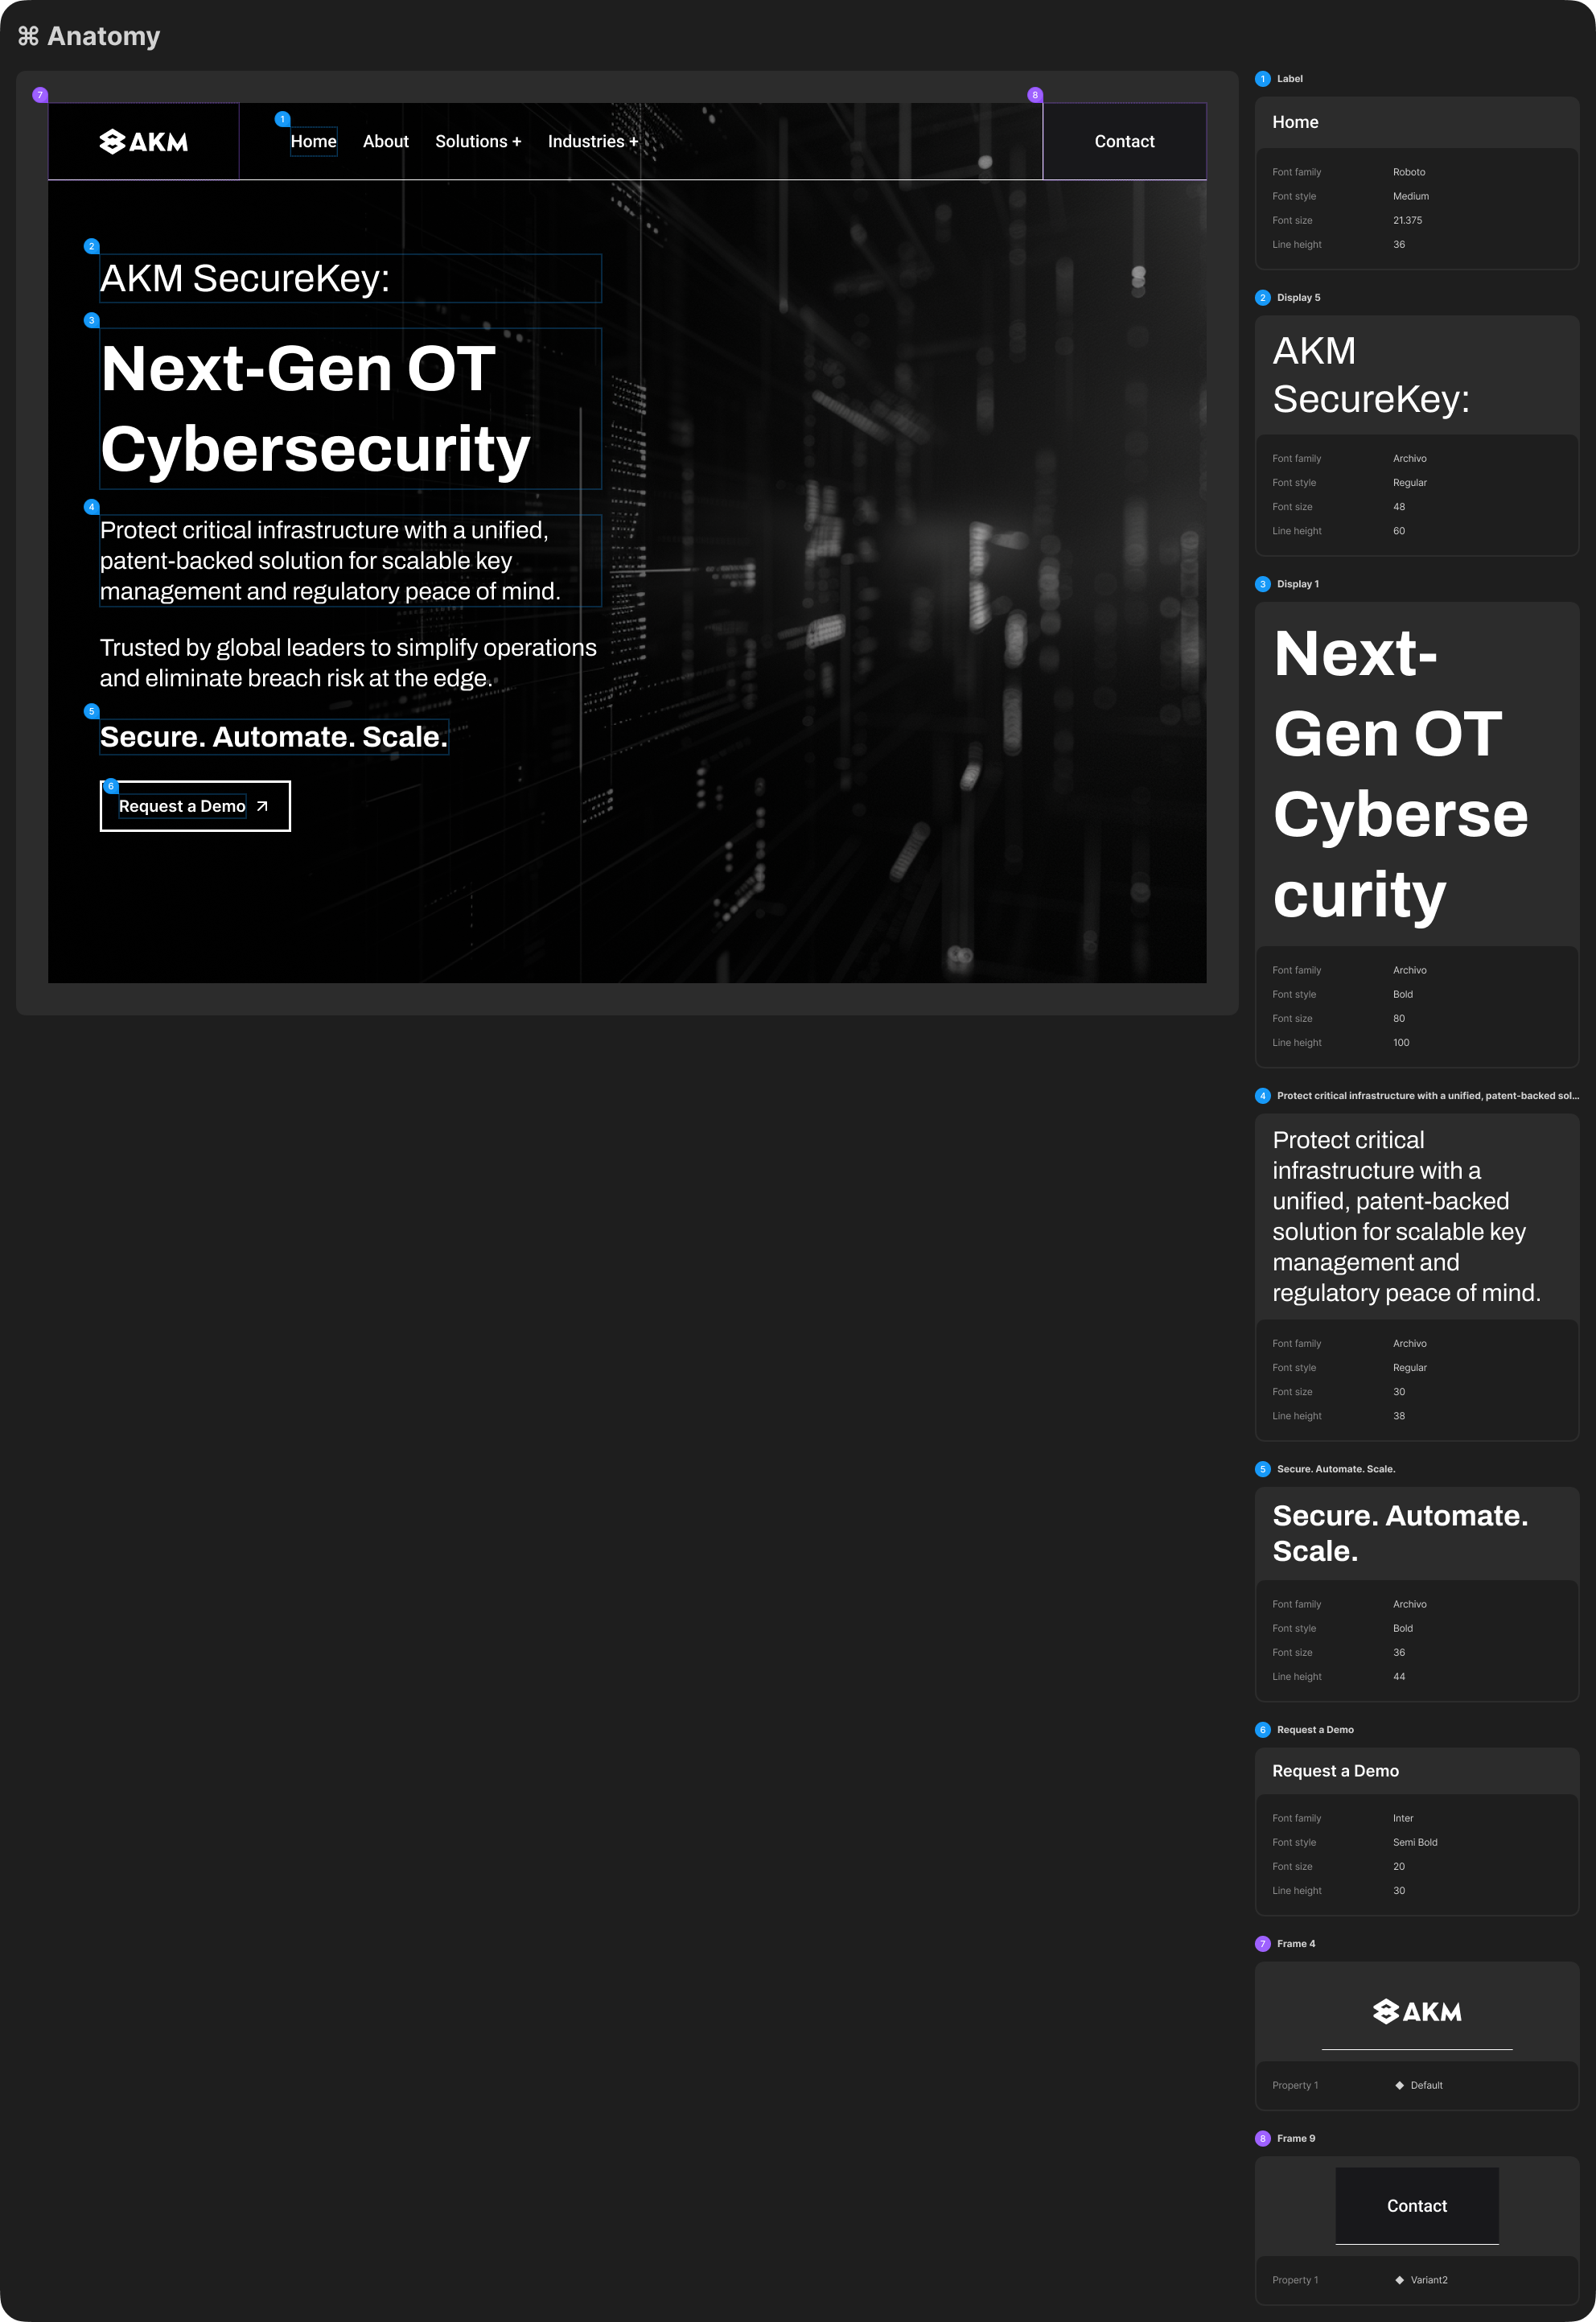 ⌘ Anatomy
7
8
1
AKM
Home
About
Solutions +
Industries +
Contact
2
AKM SecureKey:
3
Next-Gen OT
Cybersecurity
4
Protect critical infrastructure with a unified,
patent-backed solution for scalable key
management and regulatory peace of mind.
Trusted by global leaders to simplify operations
and eliminate breach risk at the edge.
5
Secure. Automate. Scale.
6
Request a Demo
1 Label
Home
Font family Roboto
Font style Medium
Font size 21.375
Line height 36
2 Display 5
AKM
SecureKey:
Font family Archivo
Font style Regular
Font size 48
Line height 60
3 Display 1
Next-
Gen OT
Cyberse
curity
Font family Archivo
Font style Bold
Font size 80
Line height 100
4 Protect critical infrastructure with a unified, patent-backed sol...
Protect critical
infrastructure with a
unified, patent-backed
solution for scalable key
management and
regulatory peace of mind.
Font family Archivo
Font style Regular
Font size 30
Line height 38
5 Secure. Automate. Scale.
Secure. Automate.
Scale.
Font family Archivo
Font style Bold
Font size 36
Line height 44
6 Request a Demo
Request a Demo
Font family Inter
Font style Semi Bold
Font size 20
Line height 30
7 Frame 4
AKM
Property 1 Default
8 Frame 9
Contact
Property 1 Variant2